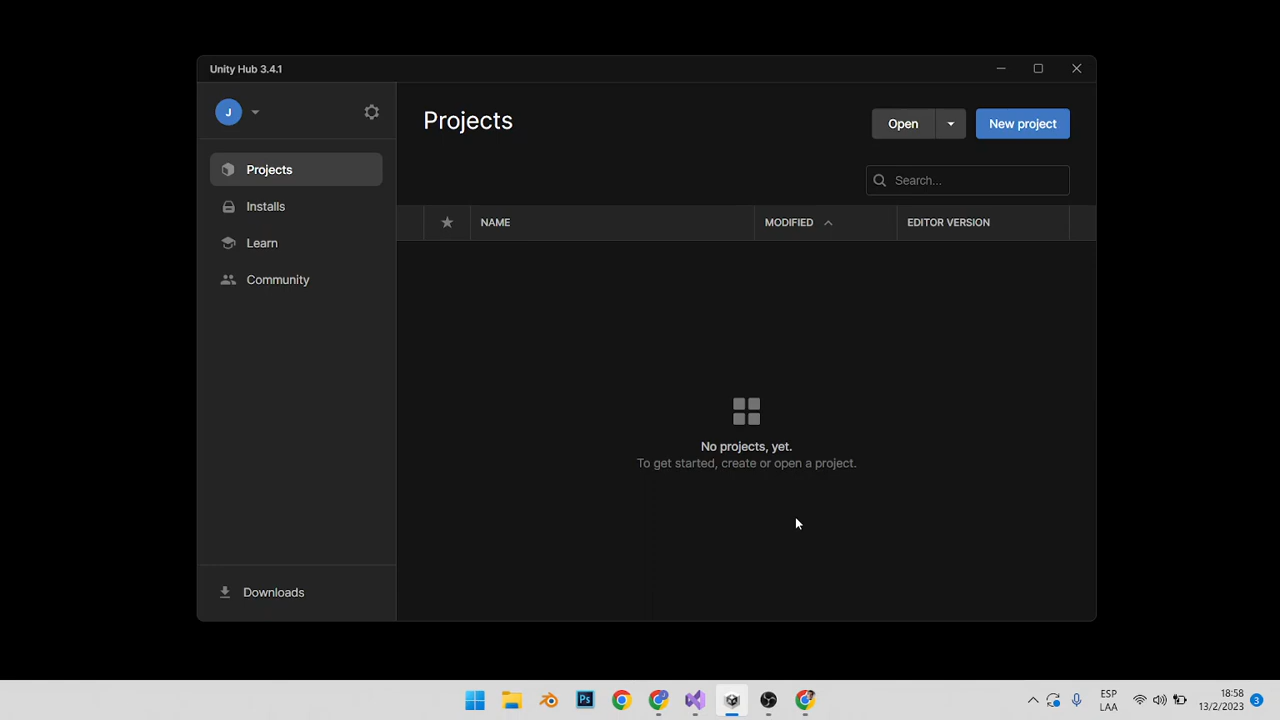 Unity Hub 3.4.1
J
Projects
Open
New project
Projects
Installs
Learn
Community
Search...
NAME
MODIFIED
EDITOR VERSION
No projects, yet.
To get started, create or open a project.
Downloads
Ps
ESP
LAA
18:58
13/2/2023
3